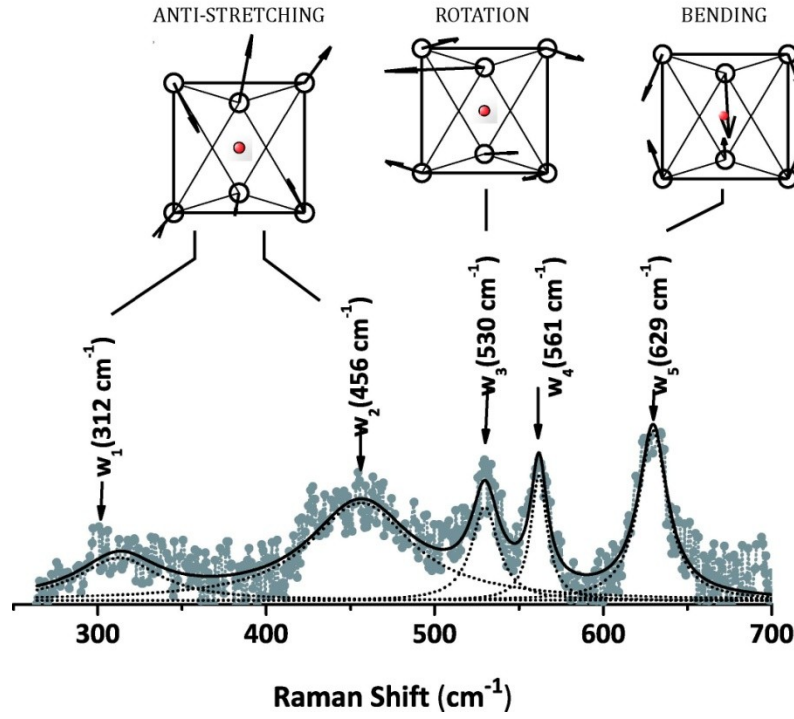 ANTI-STRETCHING
ROTATION
BENDING
w1(312 cm-1)
w2(456 cm-1)
w3(530 cm-1)
w4(561 cm-1)
w5(629 cm-1)
300 400 500 600 700
Raman Shift (cm-1)